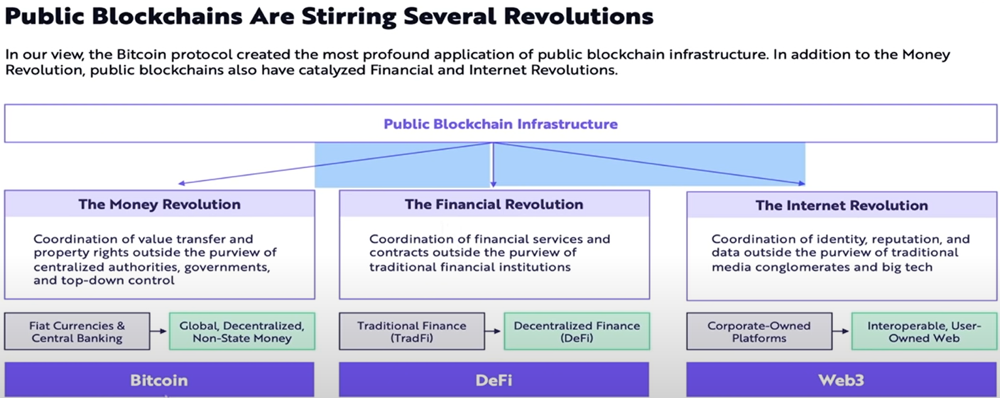 Public Blockchains Are Stirring Several Revolutions
In our view, the Bitcoin protocol created the most profound application of public blockchain infrastructure. In addition to the Money
Revolution, public blockchains also have catalyzed Financial and Internet Revolutions.
Public Blockchain Infrastructure
The Money Revolution
Coordination of value transfer and
property rights outside the purview of
centralized authorities, governments,
and top-down control
Fiat Currencies &
Central Banking
Global, Decentralized,
Non-State Money
Bitcoin
The Financial Revolution
Coordination of financial services and
contracts outside the purview of
traditional financial institutions
Traditional Finance
(TradFi)
Decentralized Finance
(DeFi)
DeFi
The Internet Revolution
Coordination of identity, reputation, and
data outside the purview of traditional
media conglomerates and big tech
Corporate-Owned
Platforms
Interoperable, User-
Owned Web
Web3